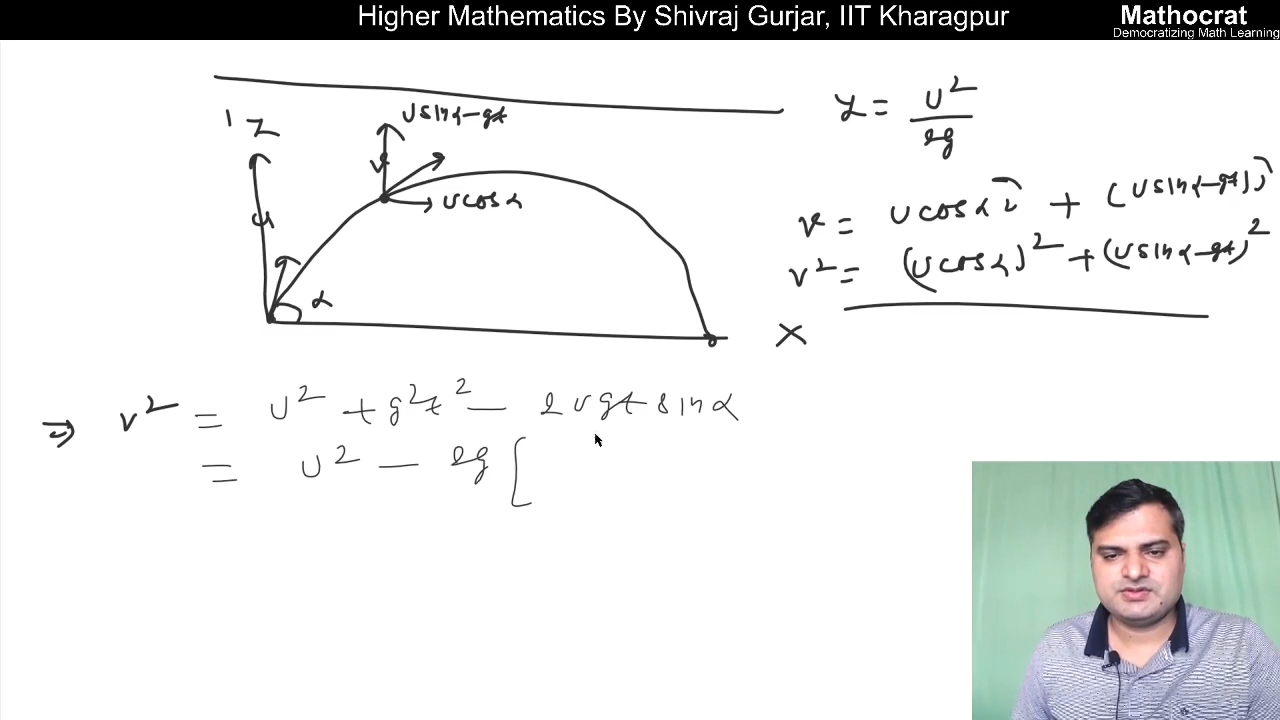 Higher Mathematics By Shivraj Gurjar, IIT Kharagpur
Mathocrat
Democratizing Math Learning
y = u²/2g
z
u sinα-gt
v
u cosα
u
α
x
v = u cosα i + (u sinα-gt) j
v² = (u cosα)² + (u sinα-gt)²
⇒ v² = u² + g²t² - 2ugt sinα
= u² - 2g [